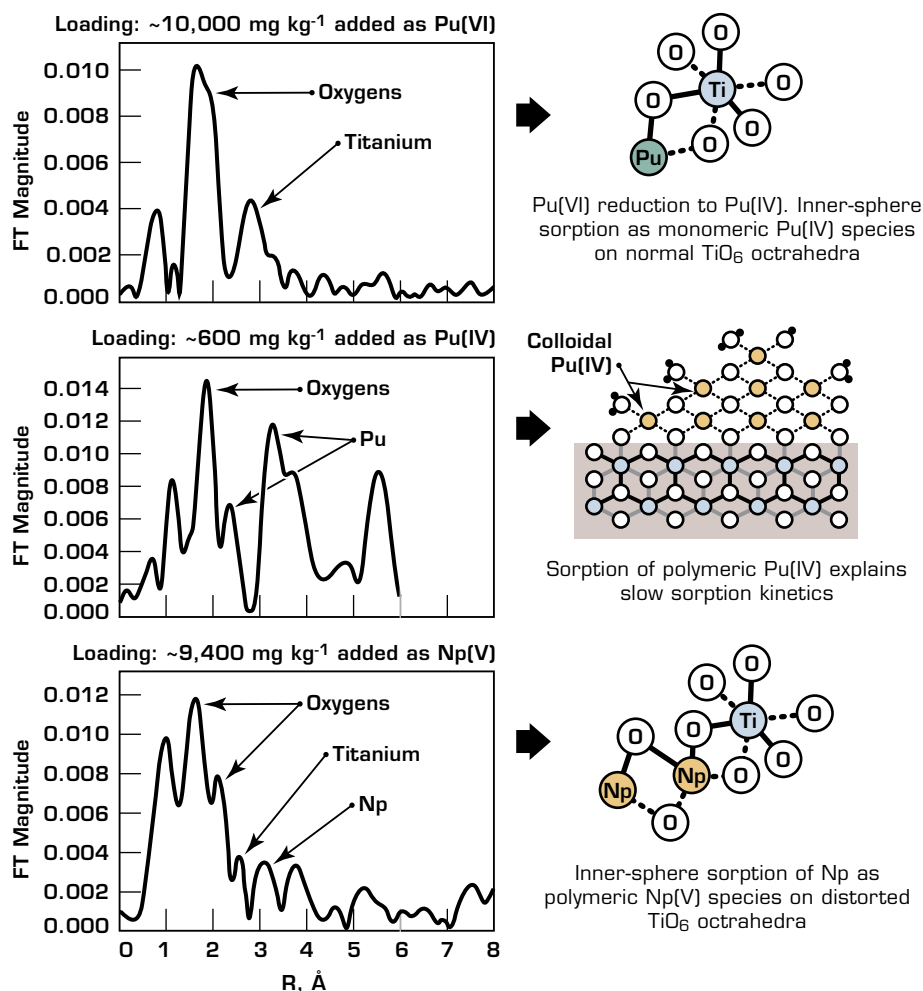 Loading: ~10,000 mg kg⁻¹ added as Pu(VI)
FT Magnitude
0.010
0.008
0.006
0.004
0.002
0.000
Oxygens
Titanium
O
O
O
Ti
O
O
O
Pu
Pu(VI) reduction to Pu(IV). Inner-sphere
sorption as monomeric Pu(IV) species
on normal TiO₆ octrahedra
Loading: ~600 mg kg⁻¹ added as Pu(IV)
FT Magnitude
0.014
0.012
0.010
0.008
0.006
0.004
0.002
0.000
Oxygens
Pu
Colloidal
Pu(IV)
Sorption of polymeric Pu(IV) explains
slow sorption kinetics
Loading: ~9,400 mg kg⁻¹ added as Np(V)
FT Magnitude
0.012
0.010
0.008
0.006
0.004
0.002
0.000
Oxygens
Titanium
Np
0 1 2 3 4 5 6 7 8
R, Å
O
O
O
O
O
Ti
O
O
Np
Np
O
Inner-sphere sorption of Np as
polymeric Np(V) species on distorted
TiO₆ octrahedra